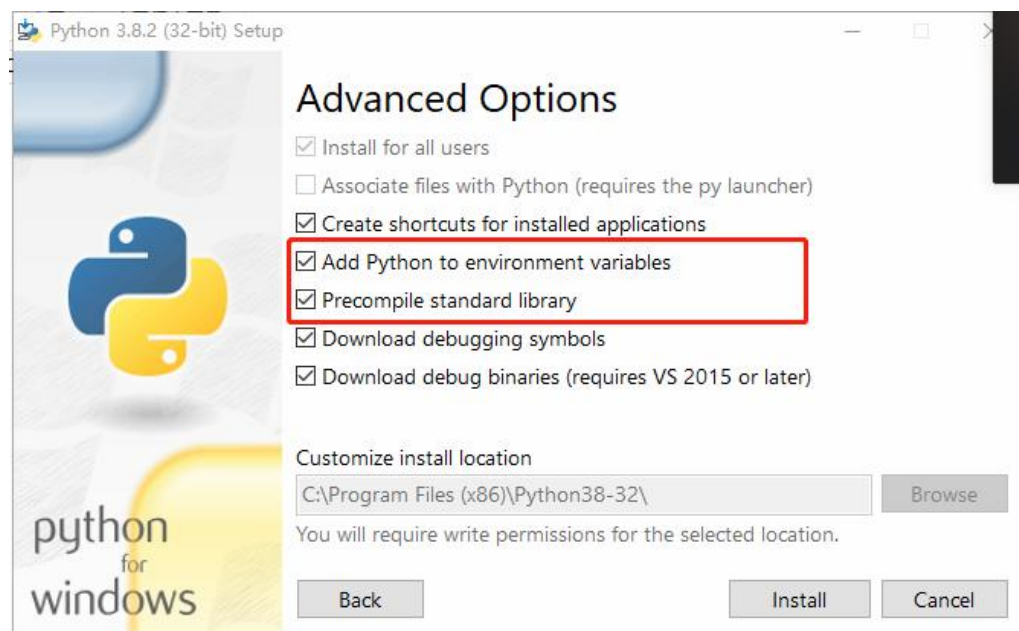 Python 3.8.2 (32-bit) Setup
Advanced Options
Install for all users
Associate files with Python (requires the py launcher)
Create shortcuts for installed applications
Add Python to environment variables
Precompile standard library
Download debugging symbols
Download debug binaries (requires VS 2015 or later)
Customize install location
C:\Program Files (x86)\Python38-32\
Browse
You will require write permissions for the selected location.
python
for
windows
Back
Install
Cancel